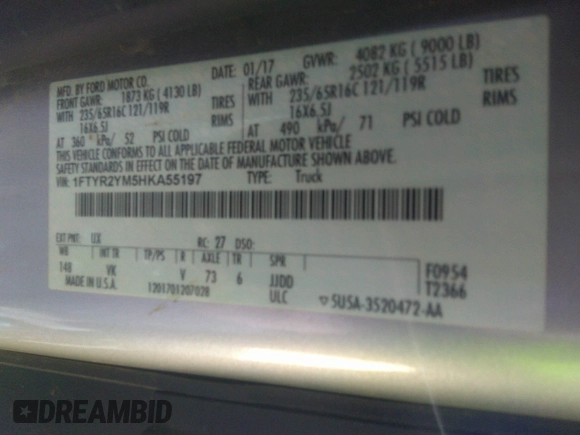 MFD. BY FORD MOTOR CO.
DATE: 01/17 GVWR: 4082 KG ( 9000 LB)
FRONT GAWR: 1873 KG ( 4130 LB)
REAR GAWR: 2502 KG ( 5515 LB)
WITH 235/65R16C 121/119R TIRES
WITH 235/65R16C 121/119R TIRES
16X6.5J RIMS
16X6.5J RIMS
AT 360 kPa/ 52 PSI COLD
AT 490 kPa/ 71 PSI COLD
THIS VEHICLE CONFORMS TO ALL APPLICABLE FEDERAL MOTOR VEHICLE
SAFETY STANDARDS IN EFFECT ON THE DATE OF MANUFACTURE SHOWN ABOVE.
VIN: 1FTYR2YM5HKA55197 TYPE: Truck
EXT PNT: RC: 27 DSO:
WB INT TR TP/PS R AXLE TR SPR
148 VK V 73 6 JJDD F0954
MADE IN U.S.A. 1201701207028 ULC T2366
5U5A-3520472-AA
DREAMBID